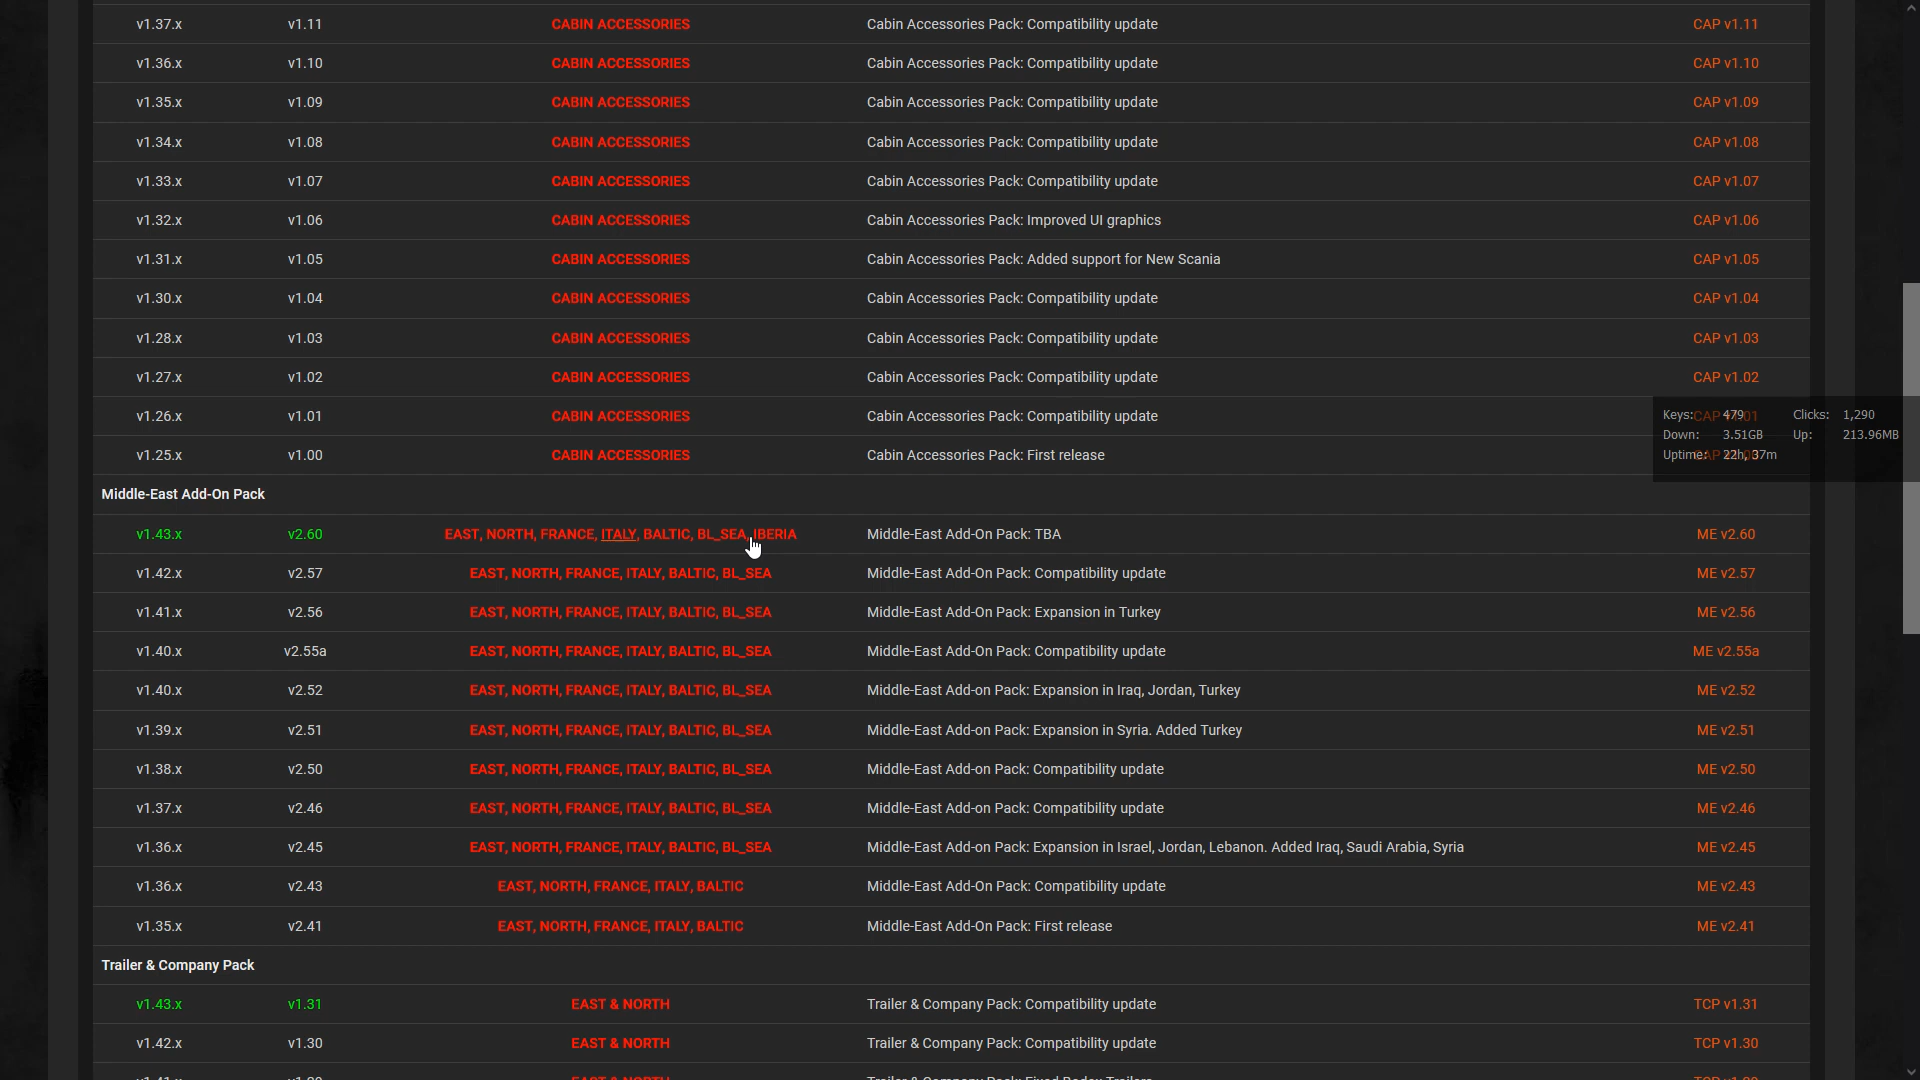 v1.37.x v1.11 CABIN ACCESSORIES Cabin Accessories Pack: Compatibility update CAP v1.11
v1.36.x v1.10 CABIN ACCESSORIES Cabin Accessories Pack: Compatibility update CAP v1.10
v1.35.x v1.09 CABIN ACCESSORIES Cabin Accessories Pack: Compatibility update CAP v1.09
v1.34.x v1.08 CABIN ACCESSORIES Cabin Accessories Pack: Compatibility update CAP v1.08
v1.33.x v1.07 CABIN ACCESSORIES Cabin Accessories Pack: Compatibility update CAP v1.07
v1.32.x v1.06 CABIN ACCESSORIES Cabin Accessories Pack: Improved UI graphics CAP v1.06
v1.31.x v1.05 CABIN ACCESSORIES Cabin Accessories Pack: Added support for New Scania CAP v1.05
v1.30.x v1.04 CABIN ACCESSORIES Cabin Accessories Pack: Compatibility update CAP v1.04
v1.28.x v1.03 CABIN ACCESSORIES Cabin Accessories Pack: Compatibility update CAP v1.03
v1.27.x v1.02 CABIN ACCESSORIES Cabin Accessories Pack: Compatibility update CAP v1.02
v1.26.x v1.01 CABIN ACCESSORIES Cabin Accessories Pack: Compatibility update
Keys: 479 Clicks: 1,290
Down: 3.51GB Up: 213.96MB
v1.25.x v1.00 CABIN ACCESSORIES Cabin Accessories Pack: First release
Uptime: 22h, 37m
Middle-East Add-On Pack
v1.43.x v2.60 EAST, NORTH, FRANCE, ITALY, BALTIC, BL_SEA, IBERIA Middle-East Add-On Pack: TBA ME v2.60
v1.42.x v2.57 EAST, NORTH, FRANCE, ITALY, BALTIC, BL_SEA Middle-East Add-On Pack: Compatibility update ME v2.57
v1.41.x v2.56 EAST, NORTH, FRANCE, ITALY, BALTIC, BL_SEA Middle-East Add-On Pack: Expansion in Turkey ME v2.56
v1.40.x v2.55a EAST, NORTH, FRANCE, ITALY, BALTIC, BL_SEA Middle-East Add-On Pack: Compatibility update ME v2.55a
v1.40.x v2.52 EAST, NORTH, FRANCE, ITALY, BALTIC, BL_SEA Middle-East Add-on Pack: Expansion in Iraq, Jordan, Turkey ME v2.52
v1.39.x v2.51 EAST, NORTH, FRANCE, ITALY, BALTIC, BL_SEA Middle-East Add-on Pack: Expansion in Syria. Added Turkey ME v2.51
v1.38.x v2.50 EAST, NORTH, FRANCE, ITALY, BALTIC, BL_SEA Middle-East Add-on Pack: Compatibility update ME v2.50
v1.37.x v2.46 EAST, NORTH, FRANCE, ITALY, BALTIC, BL_SEA Middle-East Add-on Pack: Compatibility update ME v2.46
v1.36.x v2.45 EAST, NORTH, FRANCE, ITALY, BALTIC, BL_SEA Middle-East Add-on Pack: Expansion in Israel, Jordan, Lebanon. Added Iraq, Saudi Arabia, Syria ME v2.45
v1.36.x v2.43 EAST, NORTH, FRANCE, ITALY, BALTIC Middle-East Add-On Pack: Compatibility update ME v2.43
v1.35.x v2.41 EAST, NORTH, FRANCE, ITALY, BALTIC Middle-East Add-On Pack: First release ME v2.41
Trailer & Company Pack
v1.43.x v1.31 EAST & NORTH Trailer & Company Pack: Compatibility update TCP v1.31
v1.42.x v1.30 EAST & NORTH Trailer & Company Pack: Compatibility update TCP v1.30